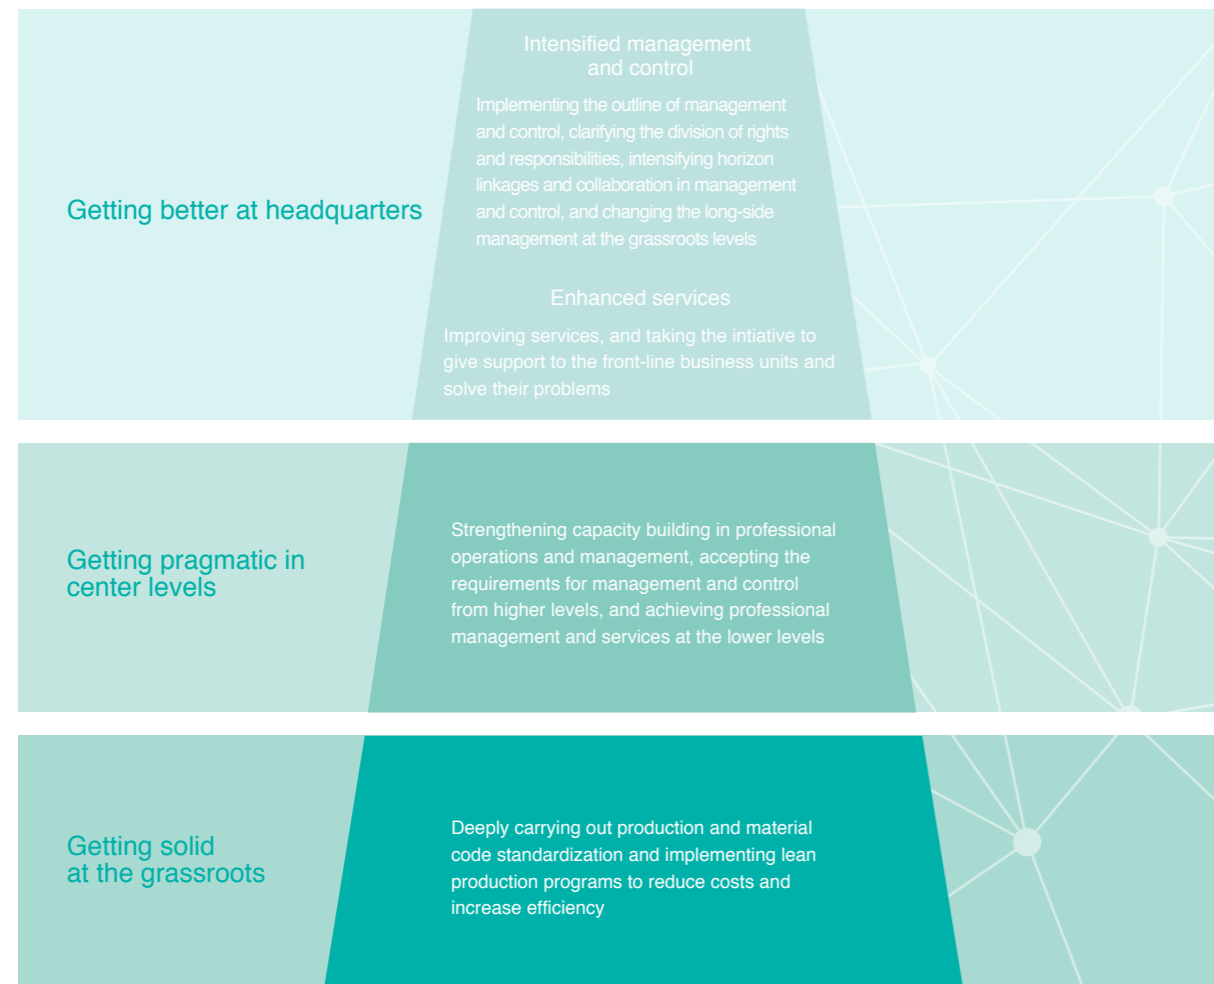 Intensified management
and control
Implementing the outline of management
and control, clarifying the division of rights
and responsibilities, intensifying horizon
linkages and collaboration in management
and control, and changing the long-side
management at the grassroots levels
Getting better at headquarters
Enhanced services
Improving services, and taking the intiative to
give support to the front-line business units and
solve their problems
Getting pragmatic in
center levels
Strengthening capacity building in professional
operations and management, accepting the
requirements for management and control
from higher levels, and achieving professional
management and services at the lower levels
Getting solid
at the grassroots
Deeply carrying out production and material
code standardization and implementing lean
production programs to reduce costs and
increase efficiency